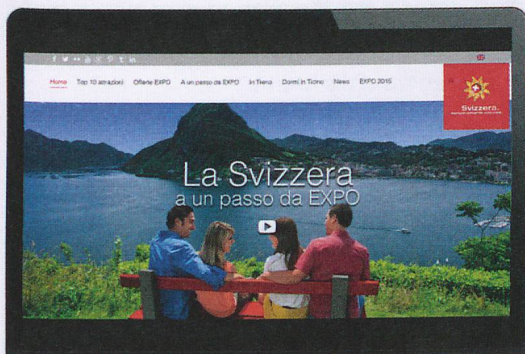 Home Top 10 attrazioni Offerte EXPO A un passo da EXPO In Treno Dormi in Ticino News EXPO 2015
Svizzera.
La Svizzera
a un passo da EXPO